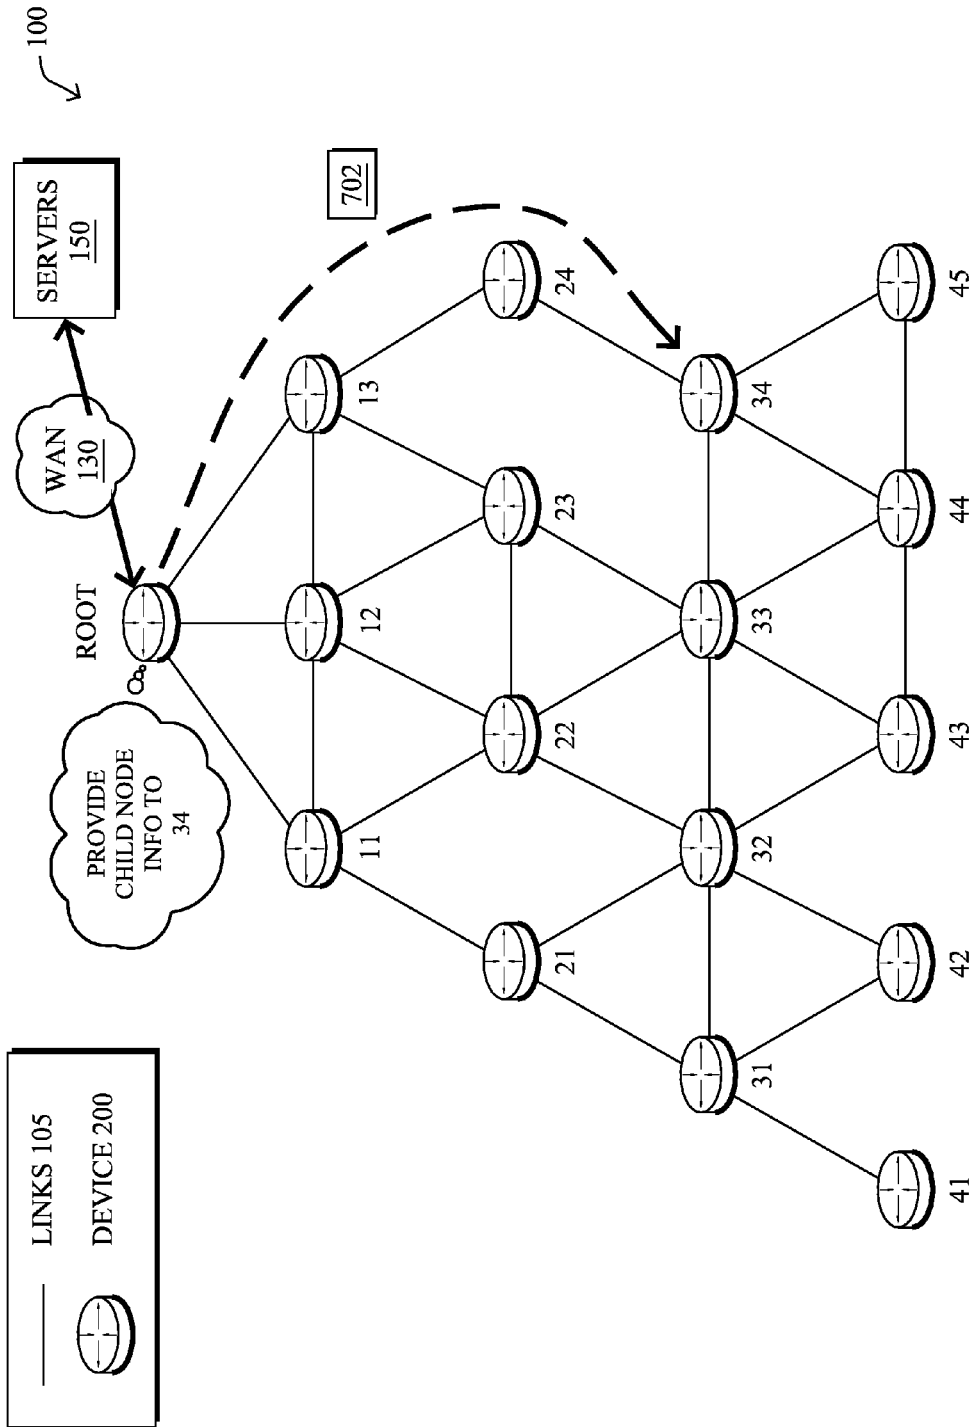 100
SERVERS
150
WAN
130
ROOT
PROVIDE
CHILD NODE
INFO TO
34
702
LINKS 105
DEVICE 200
11
12
13
21
22
23
24
31
32
33
34
41
42
43
44
45